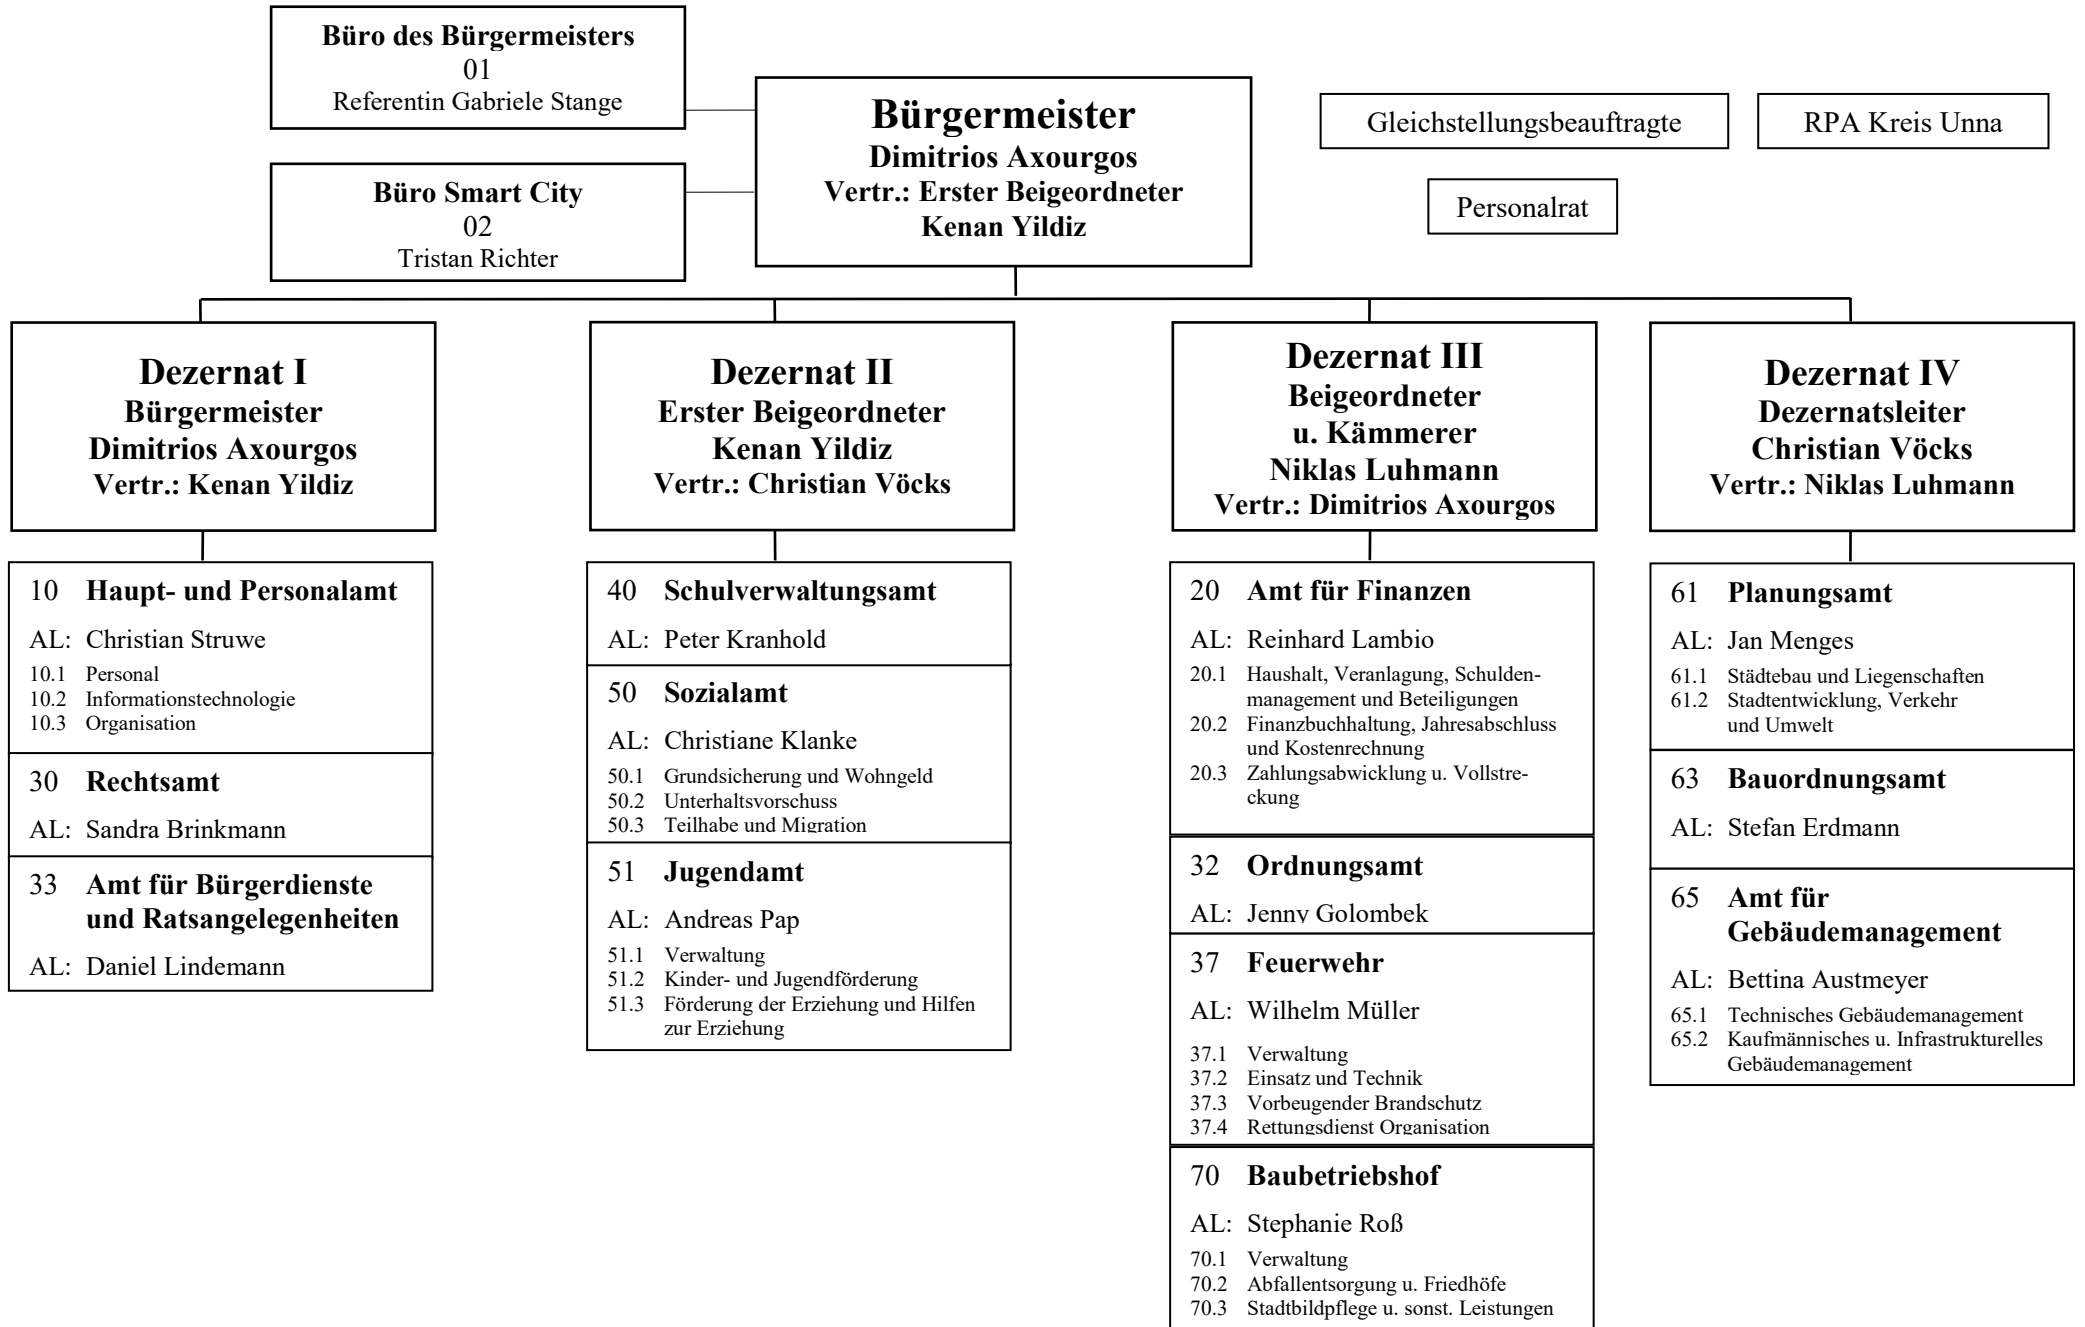 Büro des Bürgermeisters
01
Referentin Gabriele Stange
Büro Smart City
02
Tristan Richter
Bürgermeister
Dimitrios Axourgos
Vertr.: Erster Beigeordneter
Kenan Yildiz
Gleichstellungsbeauftragte
RPA Kreis Unna
Personalrat
Dezernat I
Bürgermeister
Dimitrios Axourgos
Vertr.: Kenan Yildiz
10 Haupt- und Personalamt
AL: Christian Struwe
10.1 Personal
10.2 Informationstechnologie
10.3 Organisation
30 Rechtsamt
AL: Sandra Brinkmann
33 Amt für Bürgerdienste
und Ratsangelegenheiten
AL: Daniel Lindemann
Dezernat II
Erster Beigeordneter
Kenan Yildiz
Vertr.: Christian Vöcks
40 Schulverwaltungsamt
AL: Peter Kranhold
50 Sozialamt
AL: Christiane Klanke
50.1 Grundsicherung und Wohngeld
50.2 Unterhaltsvorschuss
50.3 Teilhabe und Migration
51 Jugendamt
AL: Andreas Pap
51.1 Verwaltung
51.2 Kinder- und Jugendförderung
51.3 Förderung der Erziehung und Hilfen
zur Erziehung
Dezernat III
Beigeordneter
u. Kämmerer
Niklas Luhmann
Vertr.: Dimitrios Axourgos
20 Amt für Finanzen
AL: Reinhard Lambio
20.1 Haushalt, Veranlagung, Schulden-
management und Beteiligungen
20.2 Finanzbuchhaltung, Jahresabschluss
und Kostenrechnung
20.3 Zahlungsabwicklung u. Vollstre-
ckung
32 Ordnungsamt
AL: Jenny Golombek
37 Feuerwehr
AL: Wilhelm Müller
37.1 Verwaltung
37.2 Einsatz und Technik
37.3 Vorbeugender Brandschutz
37.4 Rettungsdienst Organisation
70 Baubetriebshof
AL: Stephanie Roß
70.1 Verwaltung
70.2 Abfallentsorgung u. Friedhöfe
70.3 Stadtbildpflege u. sonst. Leistungen
Dezernat IV
Dezernatsleiter
Christian Vöcks
Vertr.: Niklas Luhmann
61 Planungsamt
AL: Jan Menges
61.1 Städtebau und Liegenschaften
61.2 Stadtentwicklung, Verkehr
und Umwelt
63 Bauordnungsamt
AL: Stefan Erdmann
65 Amt für
Gebäudemanagement
AL: Bettina Austmeyer
65.1 Technisches Gebäudemanagement
65.2 Kaufmännisches u. Infrastrukturelles
Gebäudemanagement